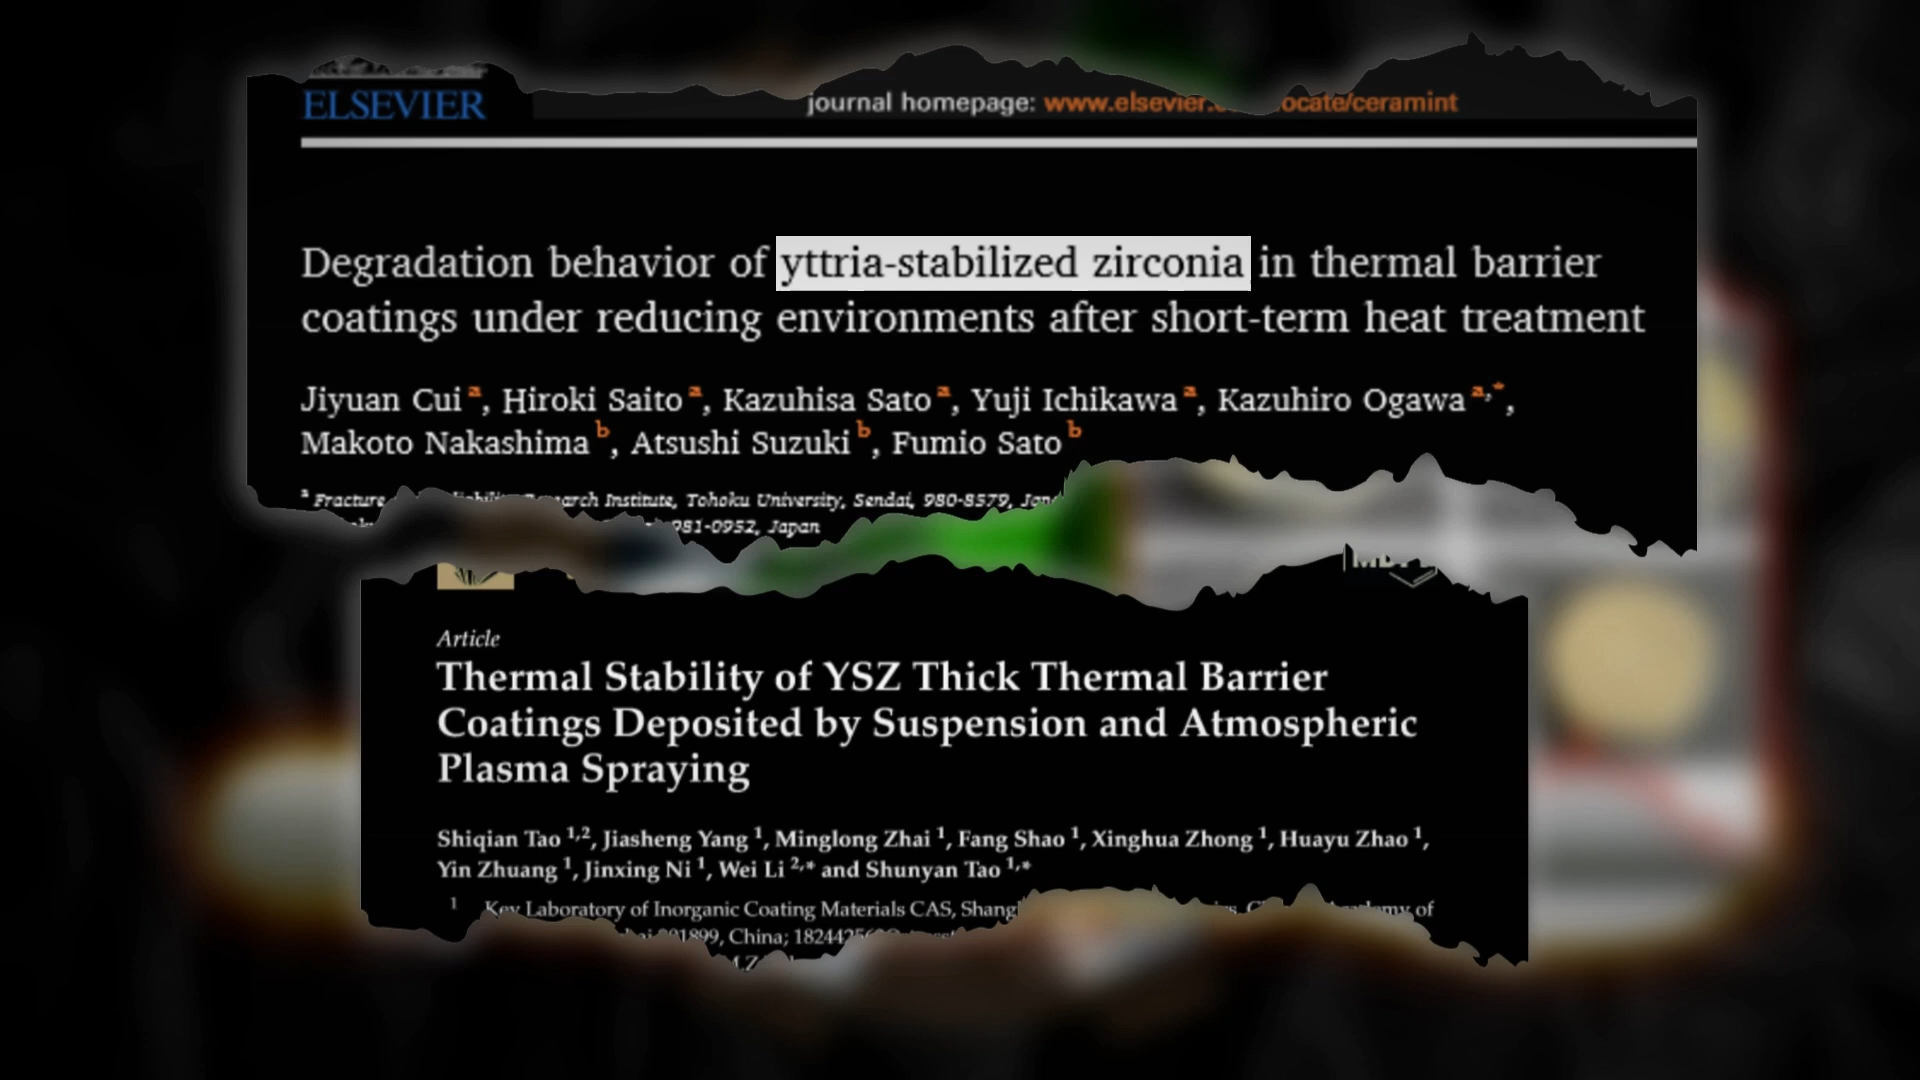 ELSEVIER
journal homepage: www.elsevier. ocate/ceramint
Degradation behavior of yttria-stabilized zirconia in thermal barrier
coatings under reducing environments after short-term heat treatment
Jiyuan Cui a, Hiroki Saito a, Kazuhisa Sato a, Yuji Ichikawa a, Kazuhiro Ogawa a,*,
Makoto Nakashima b, Atsushi Suzuki b, Fumio Sato b
a Fracture Research Institute, Tohoku University, Sendai, 980-8579,
981-0952, Japan
Article
Thermal Stability of YSZ Thick Thermal Barrier
Coatings Deposited by Suspension and Atmospheric
Plasma Spraying
Shiqian Tao 1,2, Jiasheng Yang 1, Minglong Zhai 1, Fang Shao 1, Xinghua Zhong 1, Huayu Zhao 1,
Yin Zhuang 1, Jinxing Ni 1, Wei Li 2,* and Shunyan Tao 1,*
1 Key Laboratory of Inorganic Coating Materials CAS, of
China;